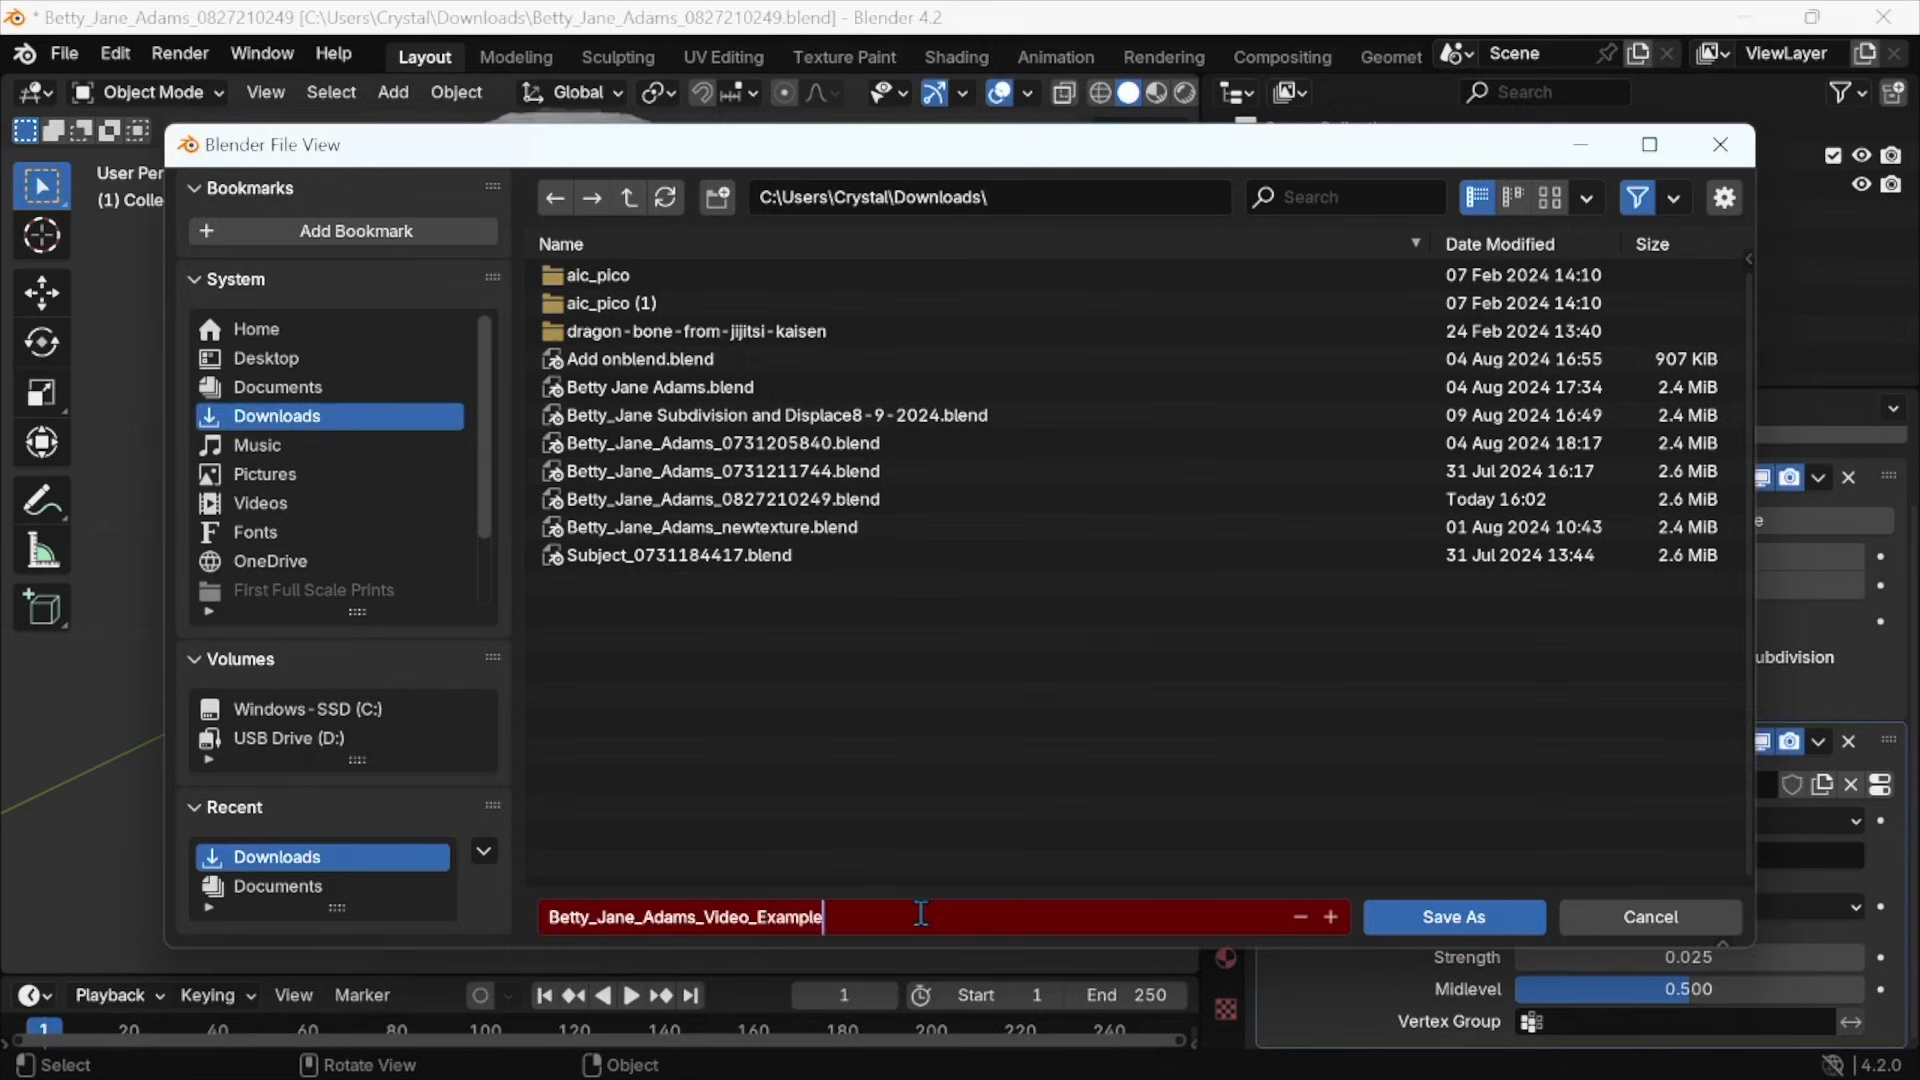 * Betty_Jane_Adams_0827210249 [C:\Users\Crystal\Downloads\Betty_Jane_Adams_0827210249.blend] - Blender 4.2
File Edit Render Window Help Layout Modeling Sculpting UV Editing Texture Paint Shading Animation Rendering Compositing Geomet Scene ViewLayer
Object Mode View Select Add Object Global Search
Blender File View
User Per
(1) Colle
Bookmarks
Add Bookmark
System
Home
Desktop
Documents
Downloads
Music
Pictures
Videos
Fonts
OneDrive
First Full Scale Prints
Volumes
Windows-SSD (C:)
USB Drive (D:)
Recent
Downloads
Documents
C:\Users\Crystal\Downloads\ Search
Name Date Modified Size
aic_pico 07 Feb 2024 14:10
aic_pico (1) 07 Feb 2024 14:10
dragon-bone-from-jijitsi-kaisen 24 Feb 2024 13:40
Add onblend.blend 04 Aug 2024 16:55 907 KiB
Betty Jane Adams.blend 04 Aug 2024 17:34 2.4 MiB
Betty_Jane Subdivision and Displace8-9-2024.blend 09 Aug 2024 16:49 2.4 MiB
Betty_Jane_Adams_0731205840.blend 04 Aug 2024 18:17 2.4 MiB
Betty_Jane_Adams_0731211744.blend 31 Jul 2024 16:17 2.6 MiB
Betty_Jane_Adams_0827210249.blend Today 16:02 2.6 MiB
Betty_Jane_Adams_newtexture.blend 01 Aug 2024 10:43 2.4 MiB
Subject_0731184417.blend 31 Jul 2024 13:44 2.6 MiB
e
ubdivision
Betty_Jane_Adams_Video_Example Save As Cancel
Strength 0.025
Midlevel 0.500
Vertex Group
Playback Keying View Marker 1 Start 1 End 250
1 20 40 60 80 100 120 140 160 180 200 220 240
Select Rotate View Object 4.2.0